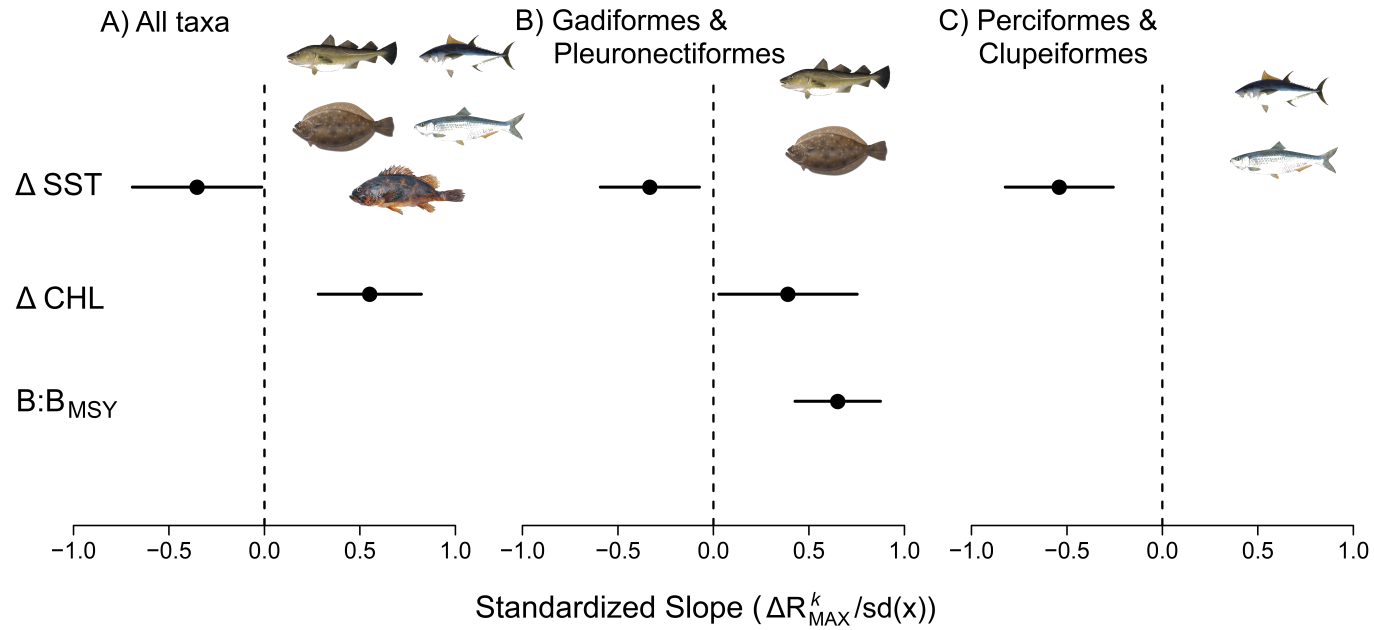 A) All taxa
B) Gadiformes &
Pleuronectiformes
C) Perciformes &
Clupeiformes
Δ SST
Δ CHL
B:BMSY
−1.0 −0.5 0.0 0.5 1.0
−1.0 −0.5 0.0 0.5 1.0
−1.0 −0.5 0.0 0.5 1.0
Standardized Slope (ΔR^k_MAX/sd(x))